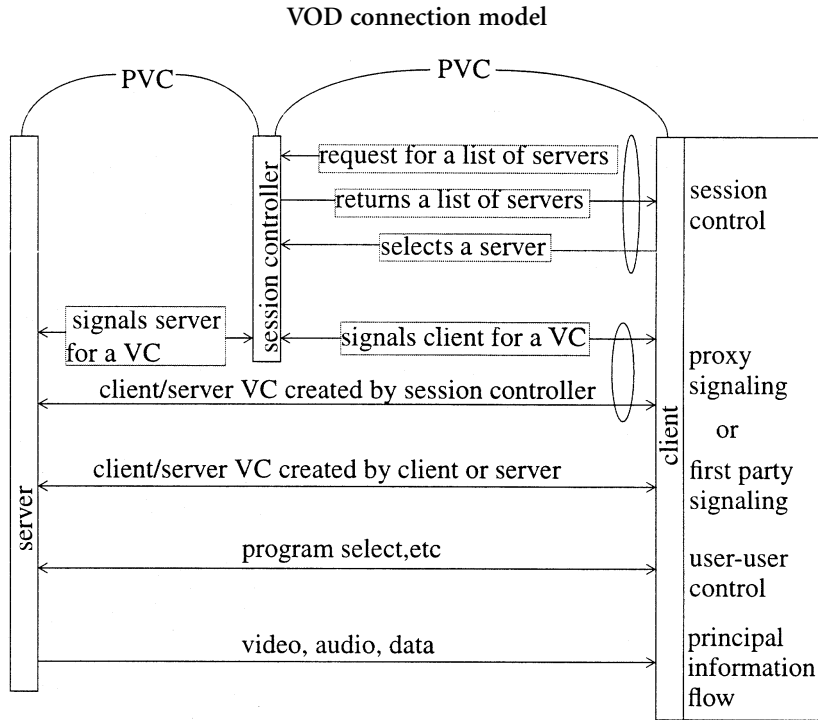 VOD connection model
PVC
PVC
request for a list of servers
returns a list of servers
selects a server
session
control
session controller
signals server
for a VC
signals client for a VC
proxy
signaling
client/server VC created by session controller
or
client
client/server VC created by client or server
first party
signaling
server
program select,etc
user-user
control
video, audio, data
principal
information
flow